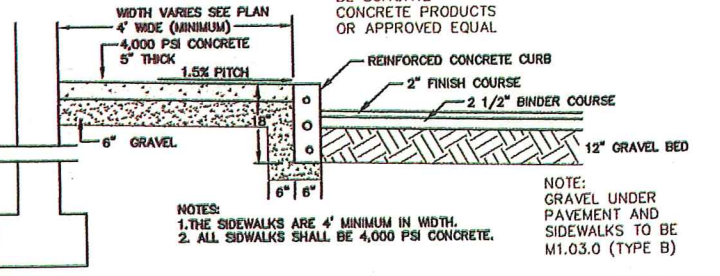 WIDTH VARIES SEE PLAN
4' WIDE (MINIMUM)
4,000 PSI CONCRETE
5" THICK
1.5% PITCH
CONCRETE PRODUCTS
OR APPROVED EQUAL
REINFORCED CONCRETE CURB
2" FINISH COURSE
2 1/2" BINDER COURSE
18"
6" GRAVEL
12" GRAVEL BED
6" 6"
NOTES:
1.THE SIDEWALKS ARE 4' MINIMUM IN WIDTH.
2. ALL SIDWALKS SHALL BE 4,000 PSI CONCRETE.
NOTE:
GRAVEL UNDER
PAVEMENT AND
SIDEWALKS TO BE
M1.03.0 (TYPE B)